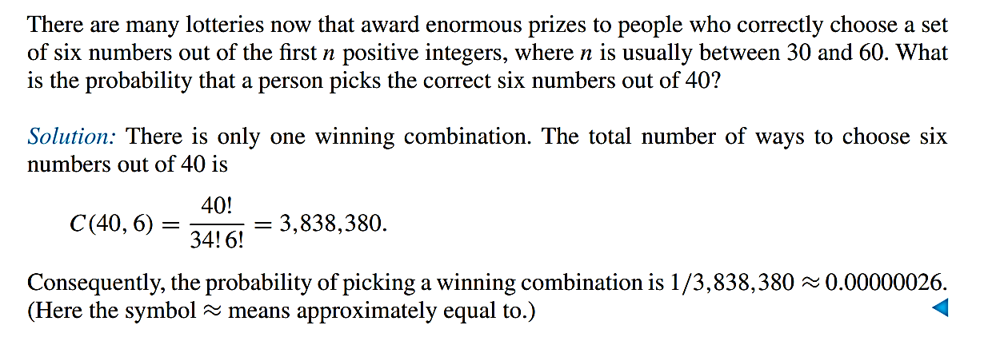 There are many lotteries now that award enormous prizes to people who correctly choose a set
of six numbers out of the first n positive integers, where n is usually between 30 and 60. What
is the probability that a person picks the correct six numbers out of 40?
Solution: There is only one winning combination. The total number of ways to choose six
numbers out of 40 is
C(40, 6) = 40! / 34! 6! = 3,838,380.
Consequently, the probability of picking a winning combination is 1/3,838,380 ≈ 0.00000026.
(Here the symbol ≈ means approximately equal to.)